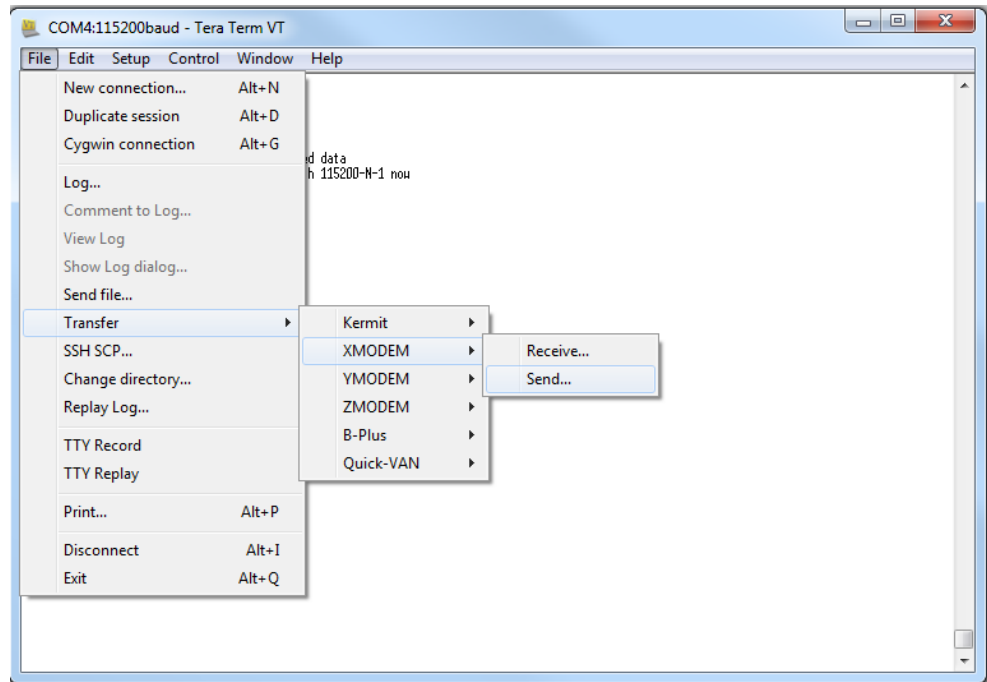 COM4:115200baud - Tera Term VT
File Edit Setup Control Window Help
New connection... Alt+N
Duplicate session Alt+D
Cygwin connection Alt+G
ed data
h 115200-N-1 now
Log...
Comment to Log...
View Log
Show Log dialog...
Send file...
Transfer
Kermit
SSH SCP...
XMODEM
Receive...
Change directory...
YMODEM
Send...
Replay Log...
ZMODEM
B-Plus
TTY Record
Quick-VAN
TTY Replay
Print... Alt+P
Disconnect Alt+I
Exit Alt+Q